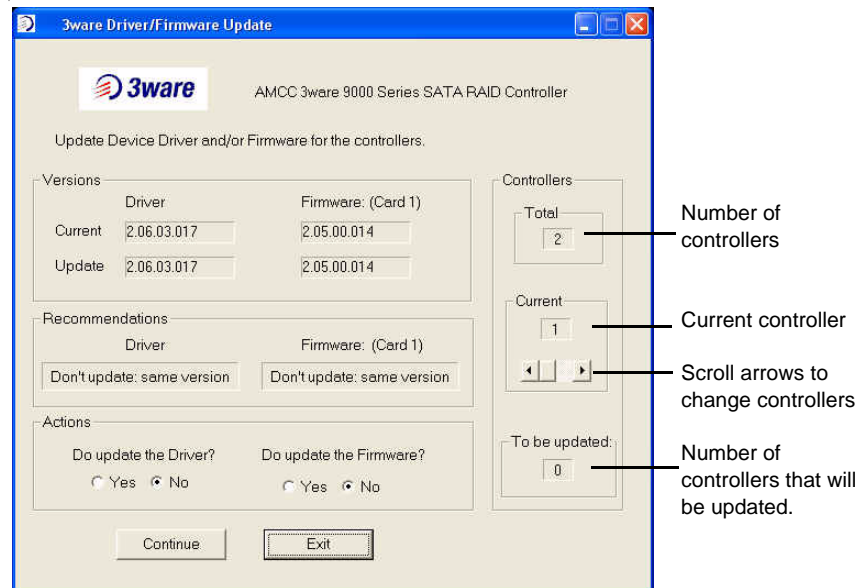 3ware Driver/Firmware Update
3ware
AMCC 3ware 9000 Series SATA RAID Controller
Update Device Driver and/or Firmware for the controllers.
Versions
Driver Firmware: (Card 1)
Current 2.06.03.017 2.05.00.014
Update 2.06.03.017 2.05.00.014
Recommendations
Driver Firmware: (Card 1)
Don't update: same version Don't update: same version
Actions
Do update the Driver? Do update the Firmware?
Yes No Yes No
Continue Exit
Controllers
Total
2
Current
1
To be updated:
0
Number of
controllers
Current controller
Scroll arrows to
change controllers
Number of
controllers that will
be updated.